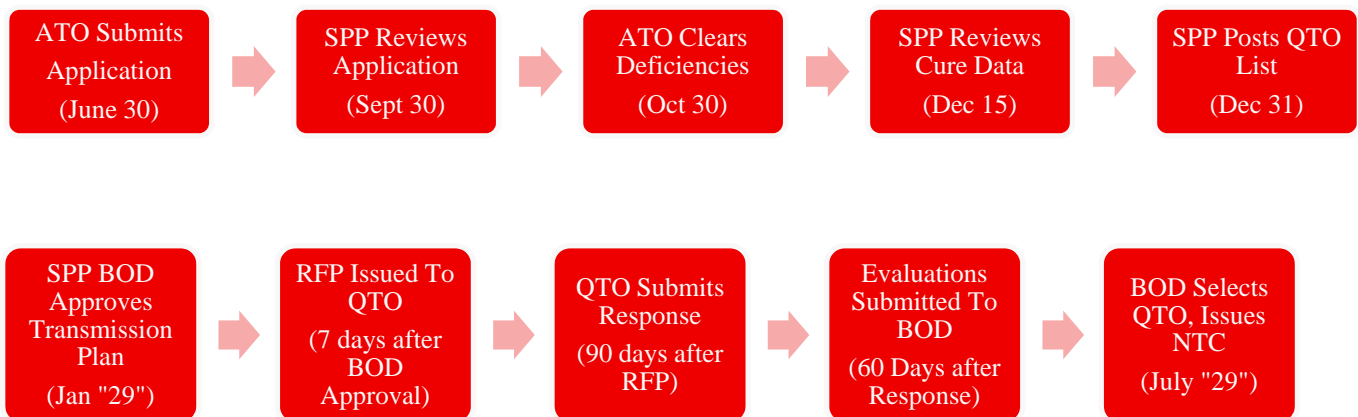 ATO Submits
Application
(June 30)
SPP Reviews
Application
(Sept 30)
ATO Clears
Deficiencies
(Oct 30)
SPP Reviews
Cure Data
(Dec 15)
SPP Posts QTO
List
(Dec 31)
SPP BOD
Approves
Transmission
Plan
(Jan "29")
RFP Issued To
QTO
(7 days after
BOD
Approval)
QTO Submits
Response
(90 days after
RFP)
Evaluations
Submitted To
BOD
(60 Days after
Response)
BOD Selects
QTO, Issues
NTC
(July "29")